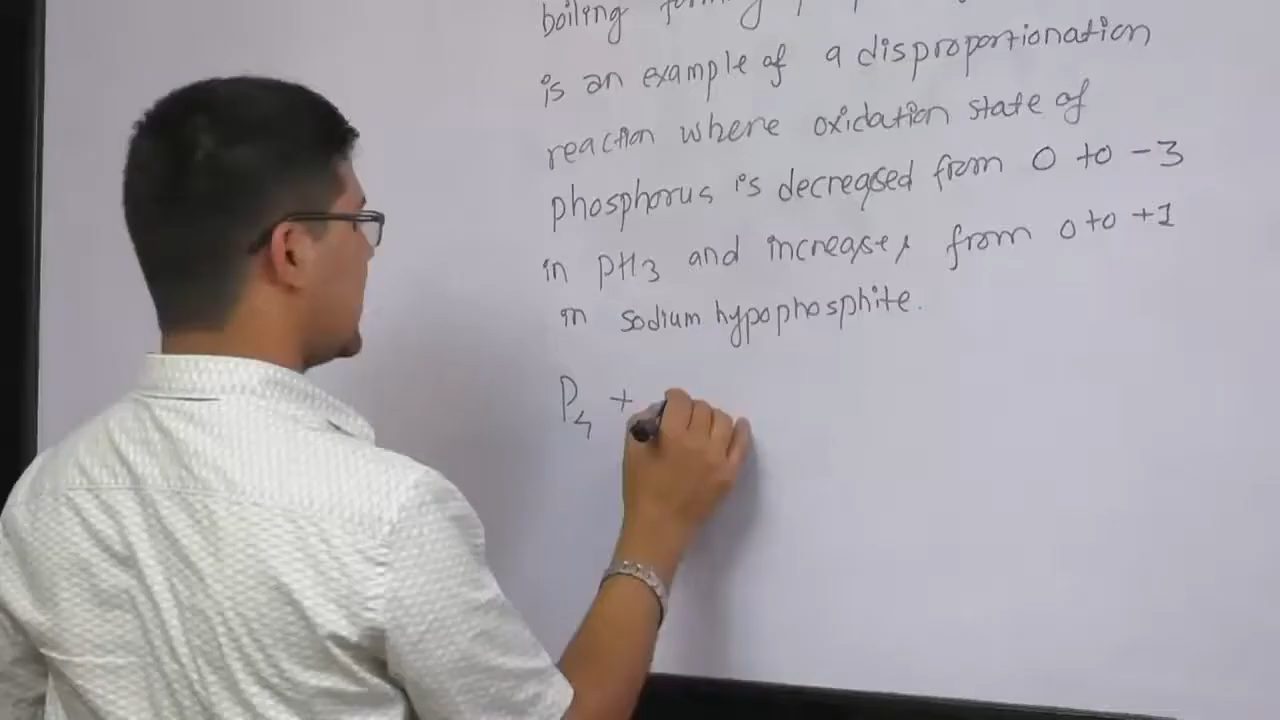 boiling
is an example of a disproportionation
reaction where oxidation state of
phosphorus is decreased from 0 to -3
in PH3 and increases from 0 to +1
in sodium hypophosphite.
P4 +